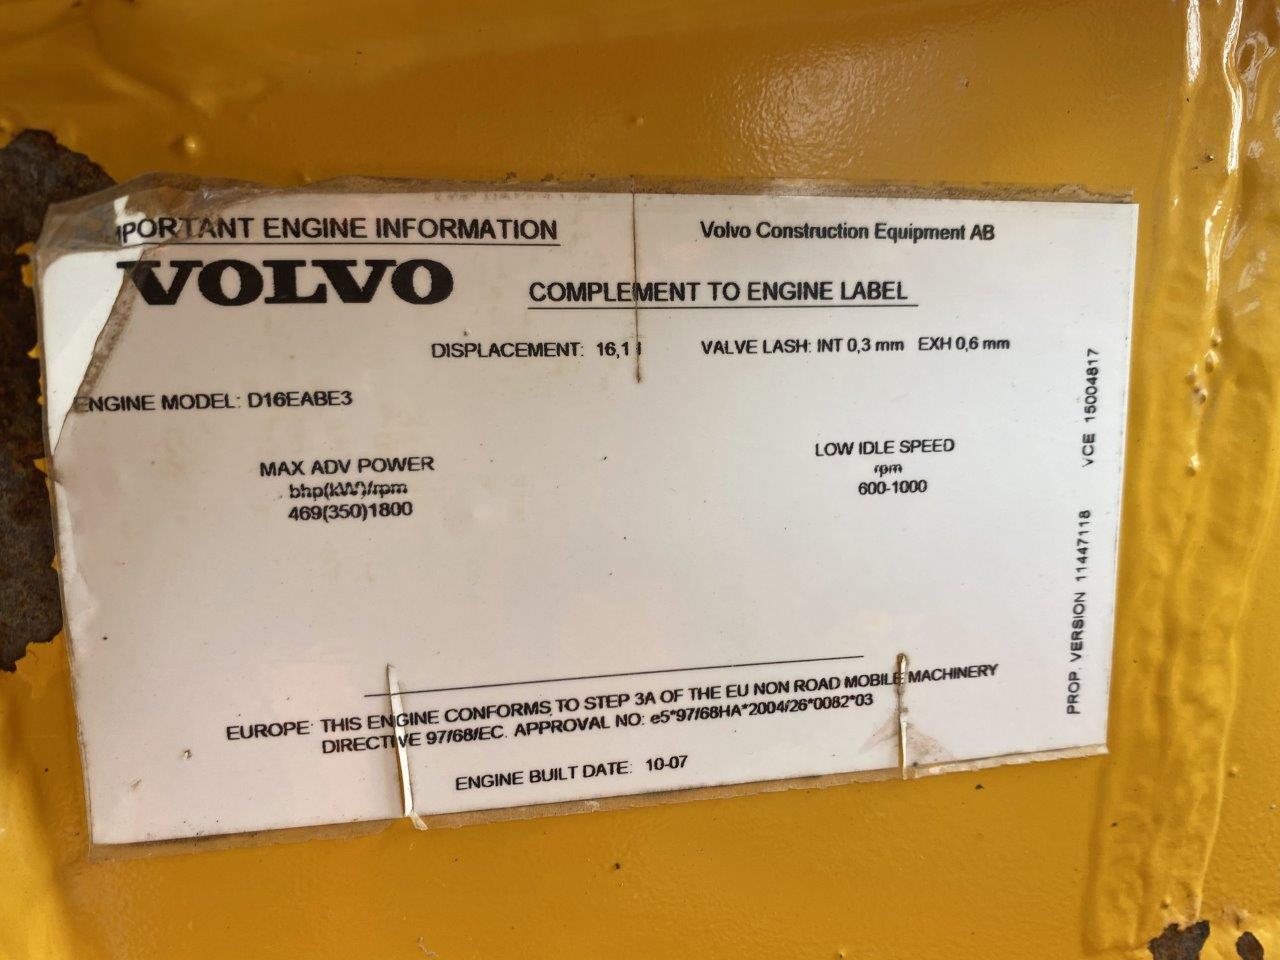 IMPORTANT ENGINE INFORMATION
Volvo Construction Equipment AB
VOLVO
COMPLEMENT TO ENGINE LABEL
DISPLACEMENT: 16,1 l
VALVE LASH: INT 0,3 mm EXH 0,6 mm
ENGINE MODEL: D16EABE3
MAX ADV POWER
bhp(kW)/rpm
469(350)1800
LOW IDLE SPEED
rpm
600-1000
EUROPE: THIS ENGINE CONFORMS TO STEP 3A OF THE EU NON ROAD MOBILE MACHINERY
DIRECTIVE 97/68/EC. APPROVAL NO: e5*97/68HA*2004/26*0082*03
ENGINE BUILT DATE: 10-07
PROP. VERSION 11447118 VCE 15004817